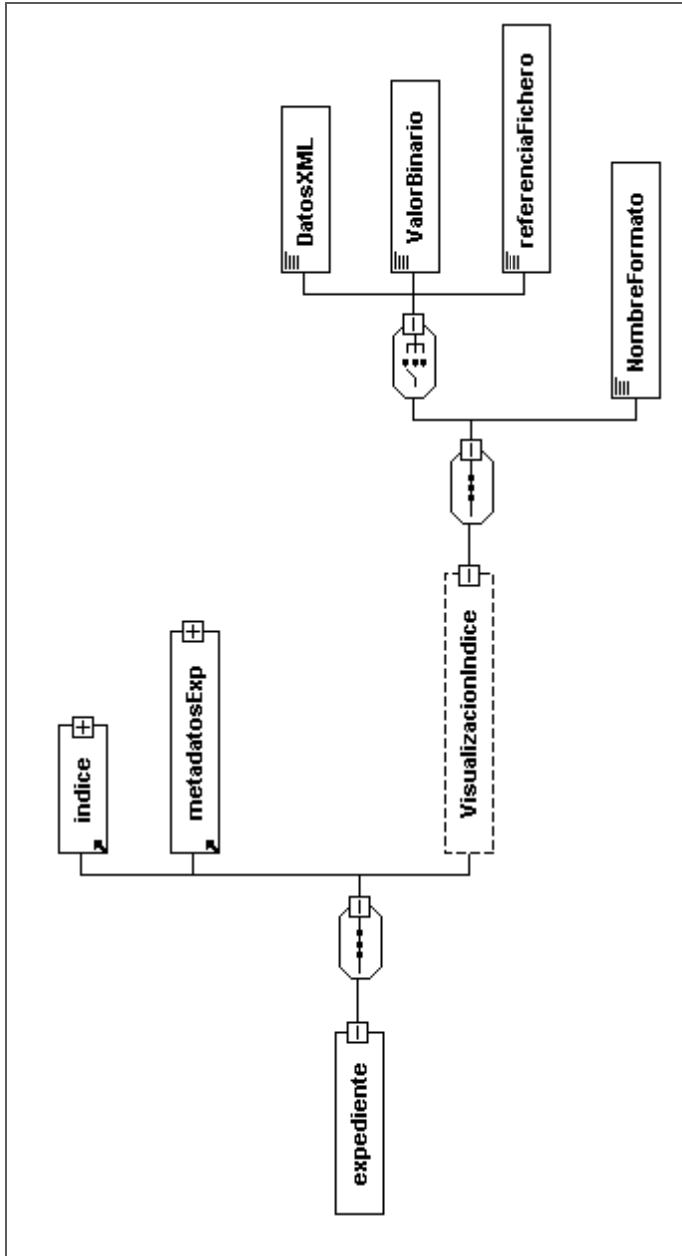 expediente
indice
metadatosExp
VisualizacionIndice
DatosXML
ValorBinario
referenciaFichero
NombreFormato